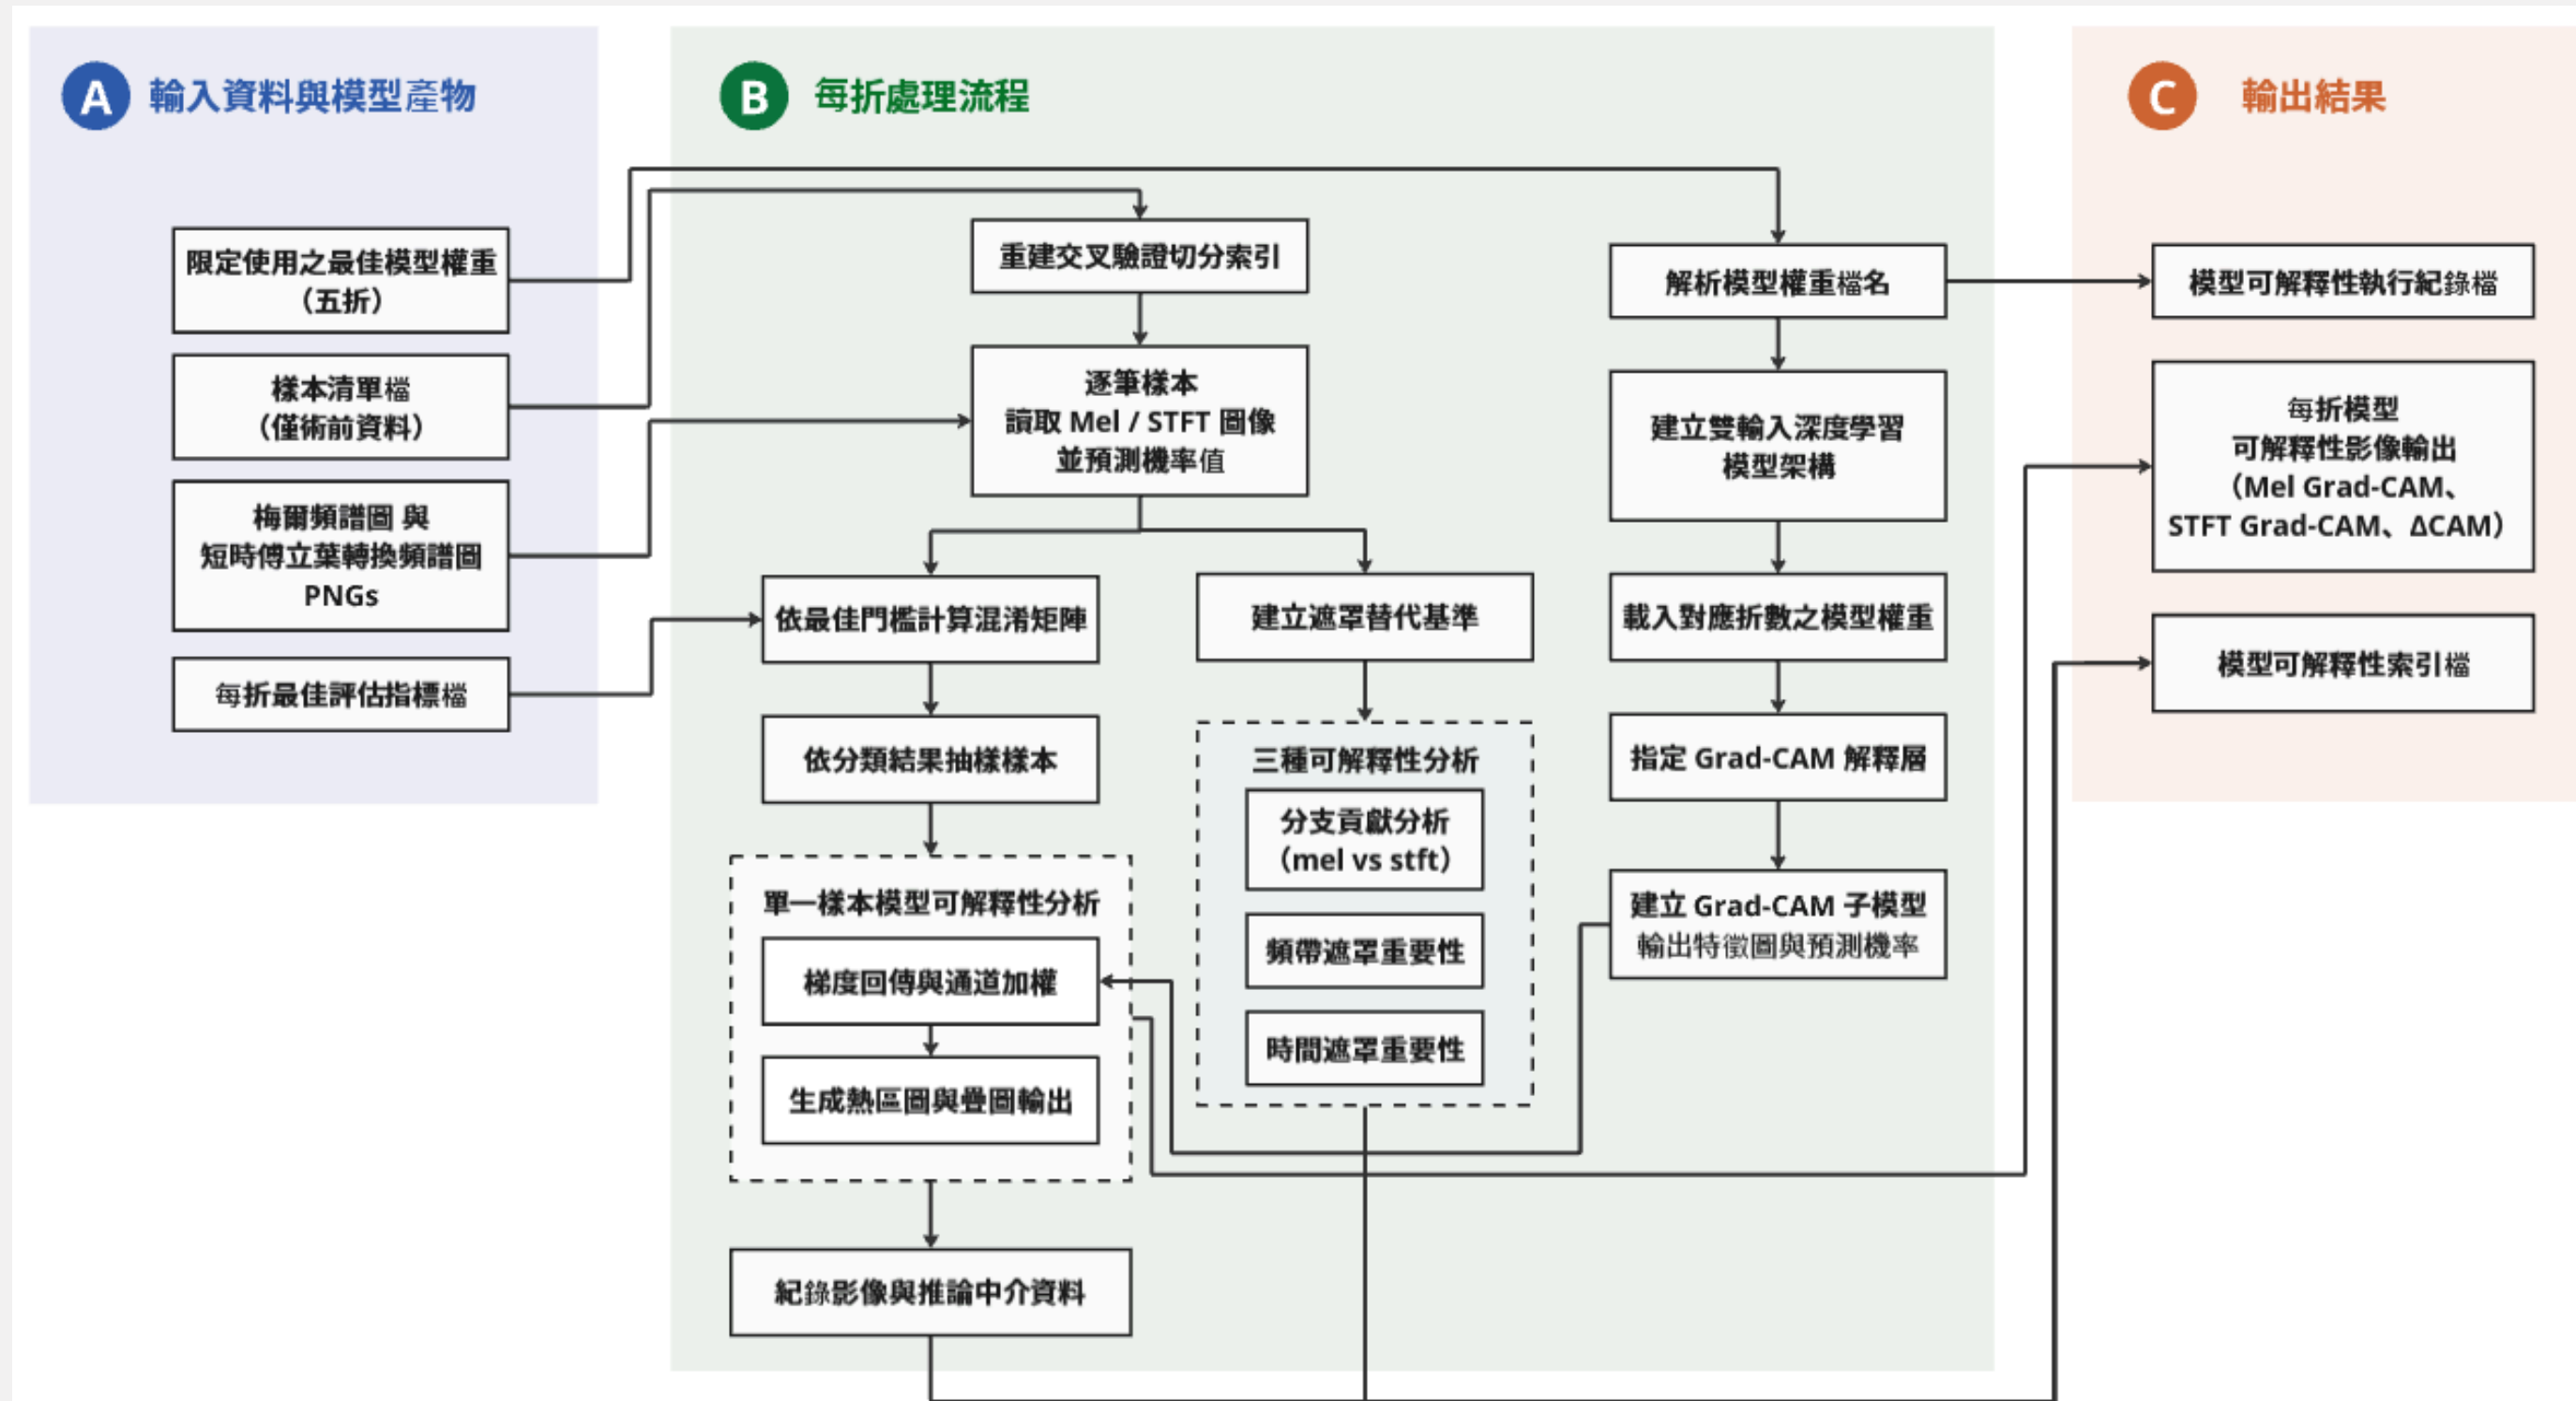 A 輸入資料與模型產物
限定使用之最佳模型權重
（五折）
樣本清單檔
（僅術前資料）
梅爾頻譜圖 與
短時傅立葉轉換頻譜圖
PNGs
每折最佳評估指標檔
B 每折處理流程
重建交叉驗證切分索引
逐筆樣本
讀取 Mel / STFT 圖像
並預測機率值
依最佳門檻計算混淆矩陣
依分類結果抽樣樣本
單一樣本模型可解釋性分析
梯度回傳與通道加權
生成熱區圖與疊圖輸出
紀錄影像與推論中介資料
建立遮罩替代基準
三種可解釋性分析
分支貢獻分析
（mel vs stft）
頻帶遮罩重要性
時間遮罩重要性
解析模型權重檔名
建立雙輸入深度學習
模型架構
載入對應折數之模型權重
指定 Grad-CAM 解釋層
建立 Grad-CAM 子模型
輸出特徵圖與預測機率
C 輸出結果
模型可解釋性執行紀錄檔
每折模型
可解釋性影像輸出
（Mel Grad-CAM、
STFT Grad-CAM、ΔCAM）
模型可解釋性索引檔